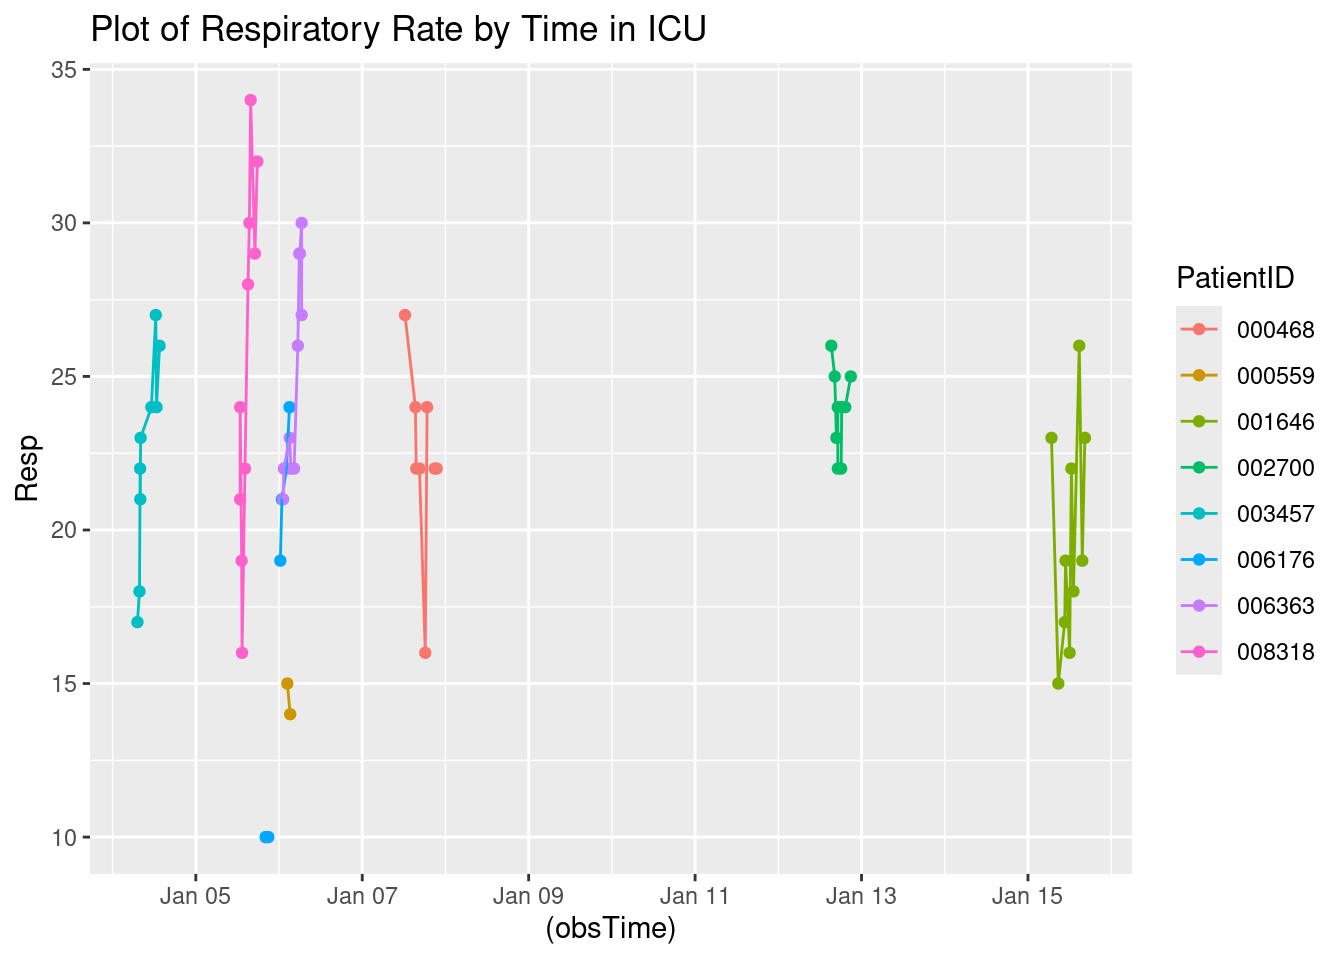 Plot of Respiratory Rate by Time in ICU
35
30
25
20
15
10
Resp
Jan 05
Jan 07
Jan 09
Jan 11
Jan 13
Jan 15
(obsTime)
PatientID
000468
000559
001646
002700
003457
006176
006363
008318